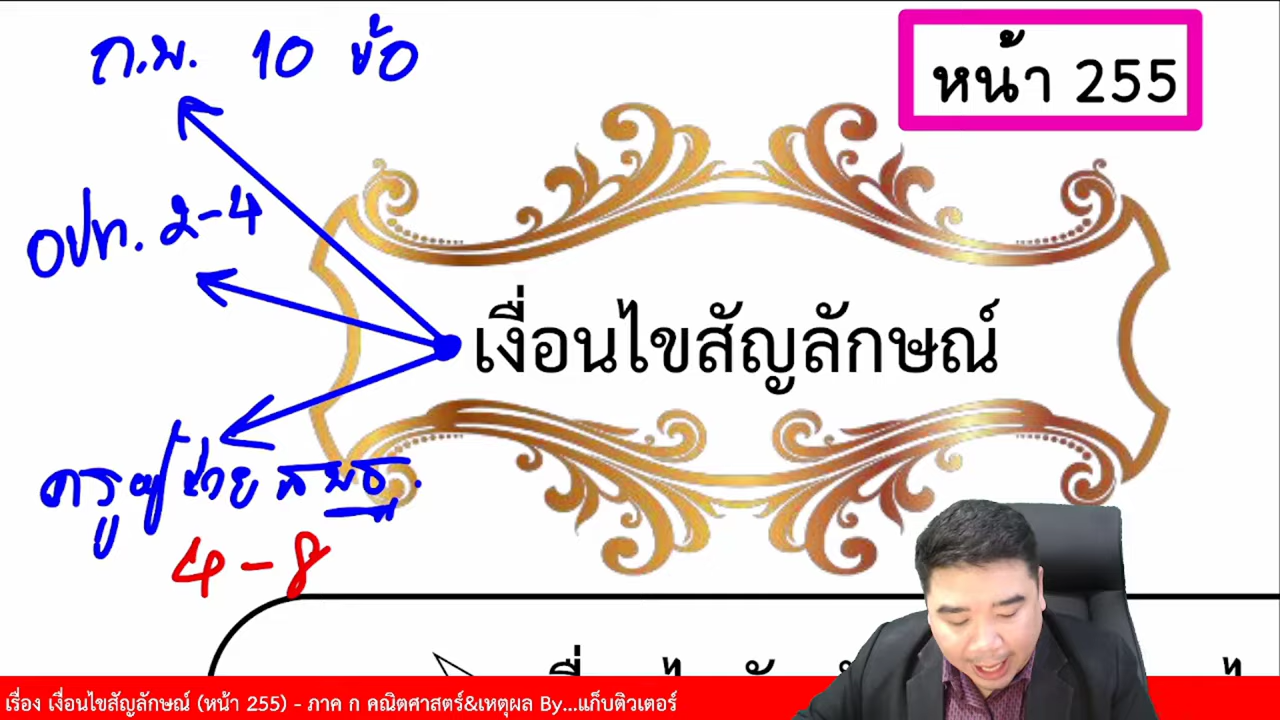 ก.พ. 10 ข้อ
หน้า 255
อปท. 2-4
เงื่อนไขสัญลักษณ์
ครูผู้ช่วย สพฐ.
4-8
เรื่อง เงื่อนไขสัญลักษณ์ (หน้า 255) - ภาค ก คณิตศาสตร์&เหตุผล By...แก็บติวเตอร์